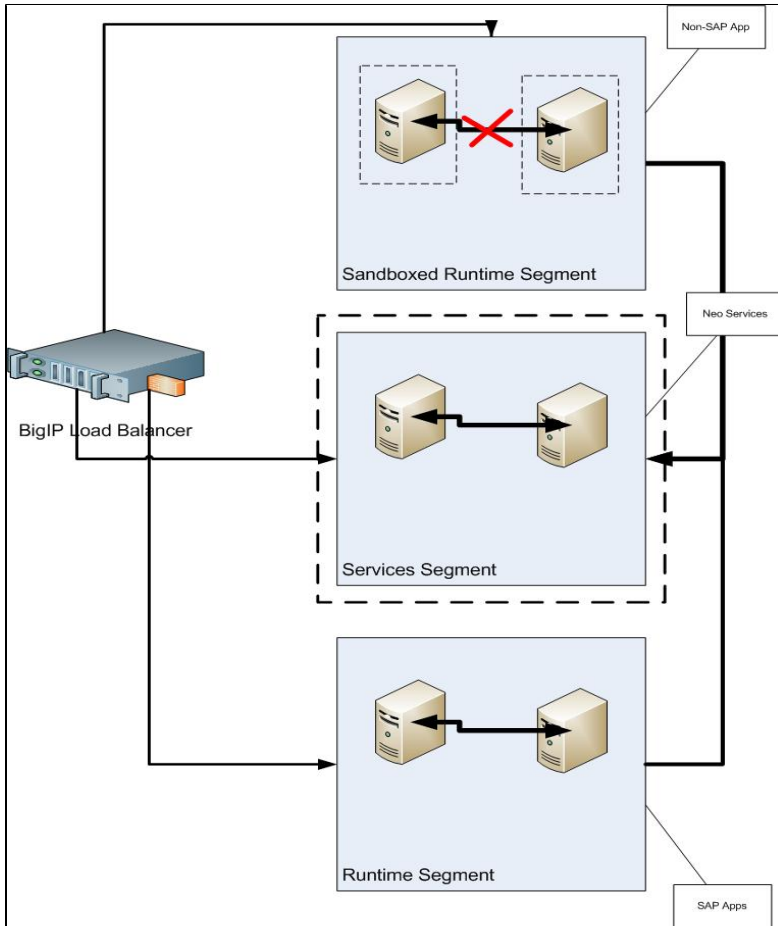 Non-SAP App
Sandboxed Runtime Segment
Neo Services
BigIP Load Balancer
Services Segment
Runtime Segment
SAP Apps